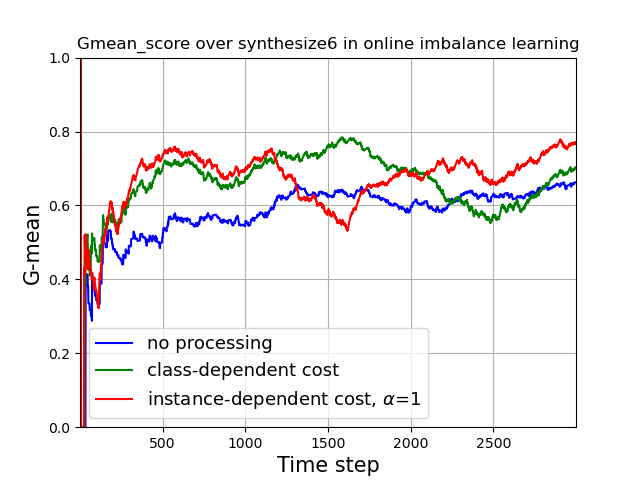 Gmean_score over synthesize6 in online imbalance learning
1.0
0.8
0.6
0.4
0.2
0.0
G-mean
no processing
class-dependent cost
instance-dependent cost, α=1
500 1000 1500 2000 2500
Time step